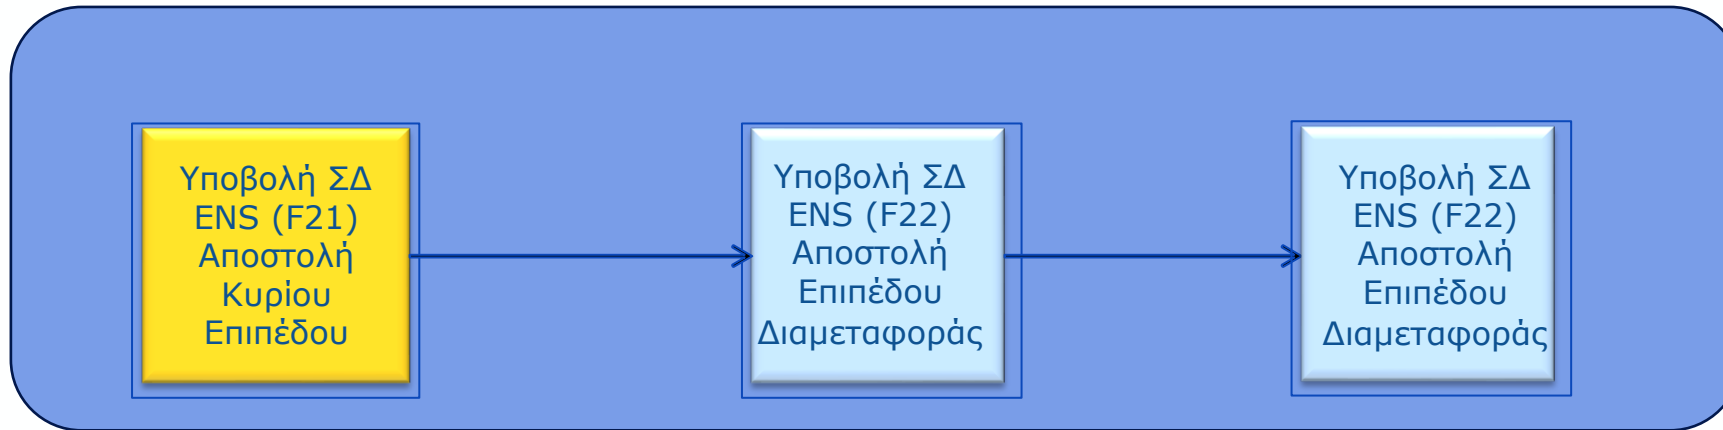 Υποβολή ΣΔ
ENS (F21)
Αποστολή
Κυρίου
Επιπέδου
Υποβολή ΣΔ
ENS (F22)
Αποστολή
Επιπέδου
Διαμεταφοράς
Υποβολή ΣΔ
ENS (F22)
Αποστολή
Επιπέδου
Διαμεταφοράς